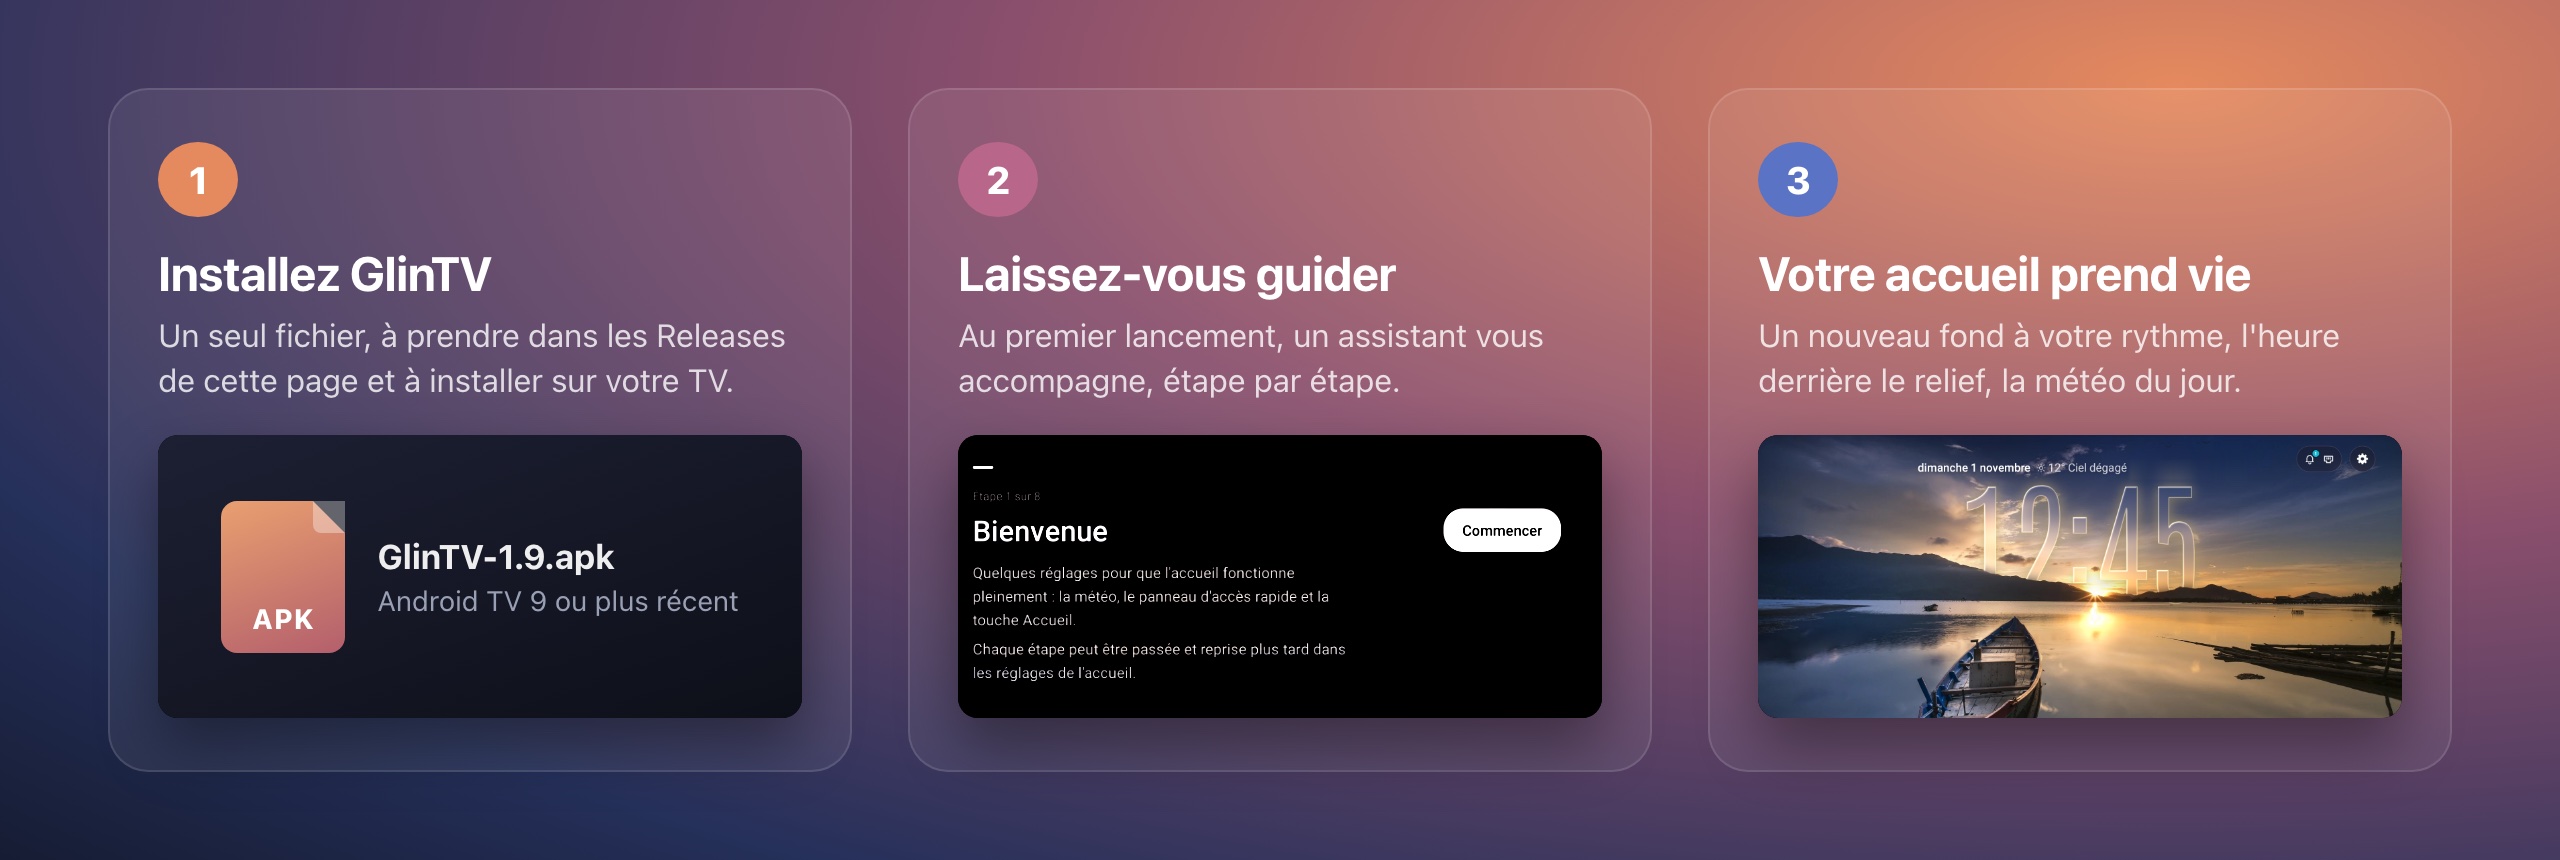 1
Installez GlinTV
Un seul fichier, à prendre dans les Releases
de cette page et à installer sur votre TV.
APK
GlinTV-1.9.apk
Android TV 9 ou plus récent
2
Laissez-vous guider
Au premier lancement, un assistant vous
accompagne, étape par étape.
Étape 1 sur 8
Bienvenue
Commencer
Quelques réglages pour que l'accueil fonctionne
pleinement : la météo, le panneau d'accès rapide et la
touche Accueil.
Chaque étape peut être passée et reprise plus tard dans
les réglages de l'accueil.
3
Votre accueil prend vie
Un nouveau fond à votre rythme, l'heure
derrière le relief, la météo du jour.
dimanche 1 novembre 12° Ciel dégagé
12:45